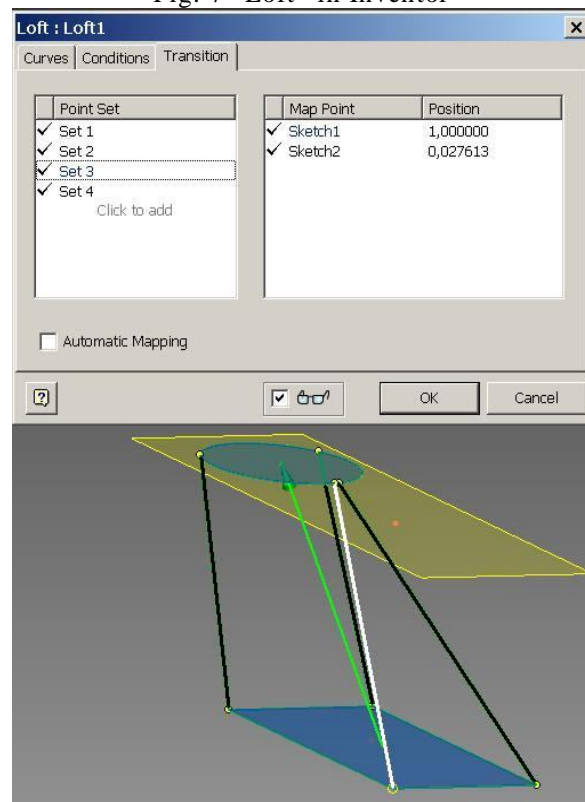 Fig. 7 "Loft" in Inventor
Loft : Loft1
Curves Conditions Transition
Point Set Map Point Position
Set 1 Sketch1 1,000000
Set 2 Sketch2 0,027613
Set 3
Set 4
Click to add
Automatic Mapping
OK Cancel